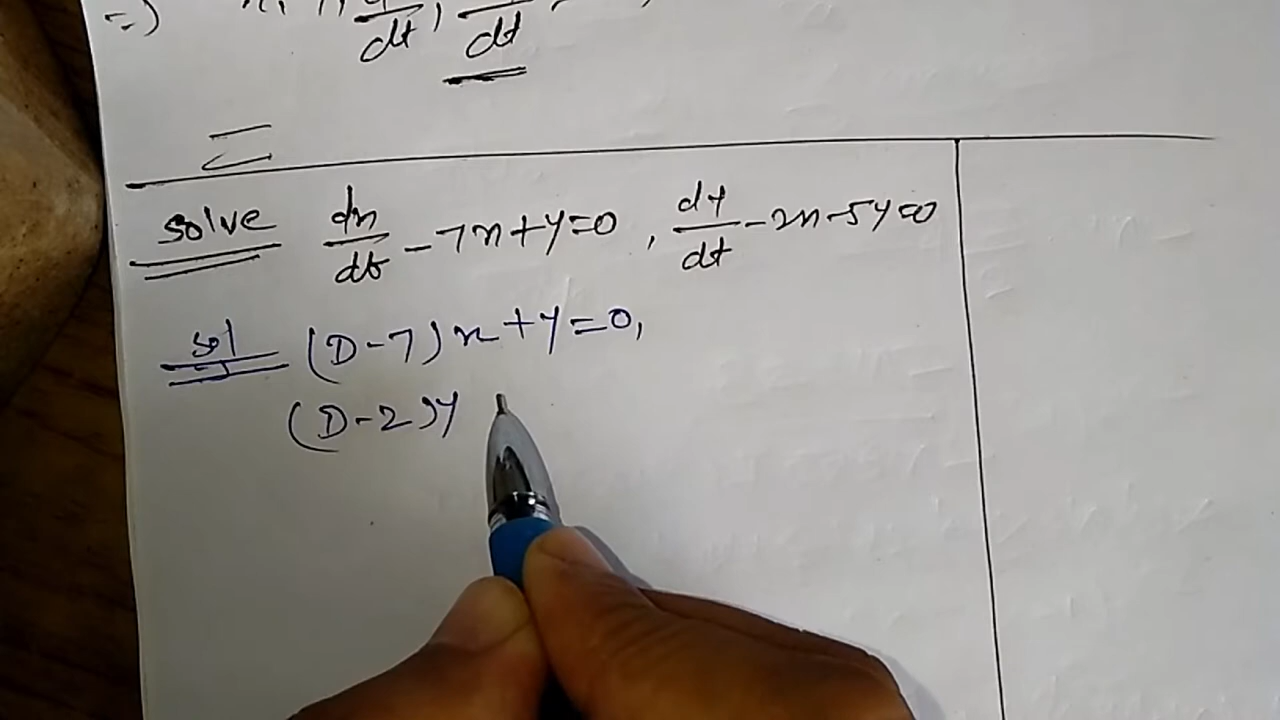 =)
dt, dt
solve dx/dt - 7x + y = 0, dy/dt - 2x - 5y = 0
sol (D-7)x + y = 0,
(D-2)y